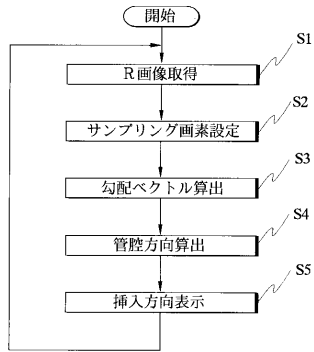 開始
R画像取得
S1
サンプリング画素設定
S2
勾配ベクトル算出
S3
管腔方向算出
S4
挿入方向表示
S5